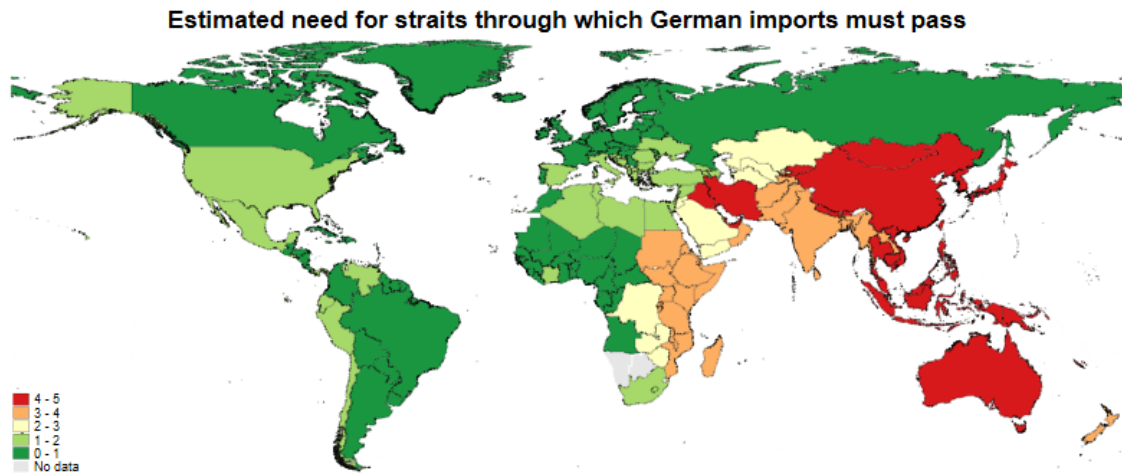 Estimated need for straits through which German imports must pass
4 - 5
3 - 4
2 - 3
1 - 2
0 - 1
No data